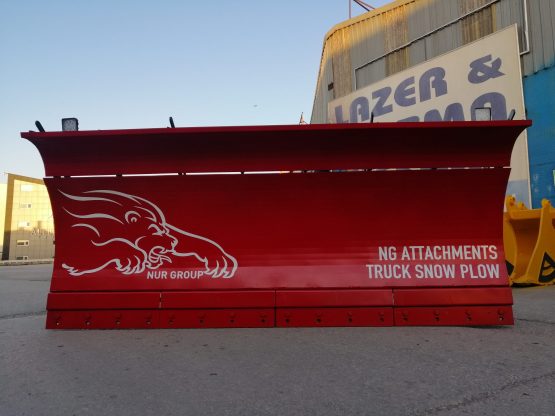 LAZER &
NUR GROUP
NG ATTACHMENTS
TRUCK SNOW PLOW